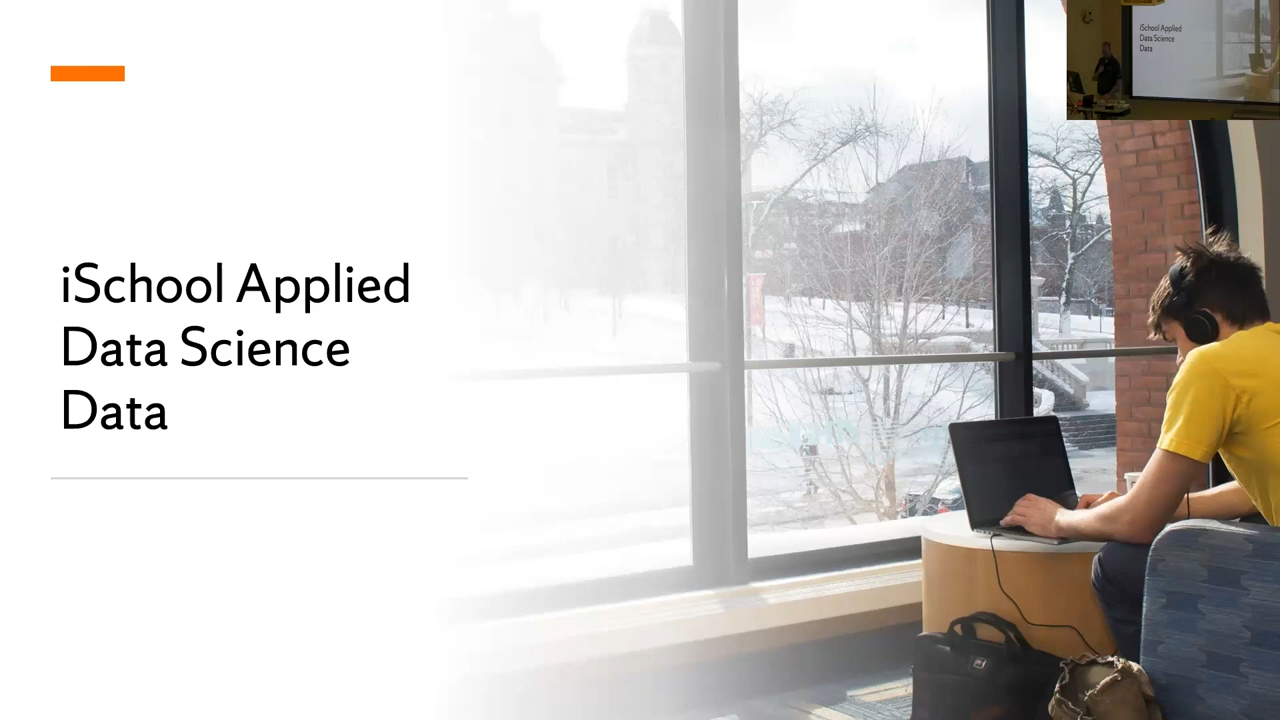 iSchool Applied
Data Science
Data
iSchool Applied
Data Science
Data